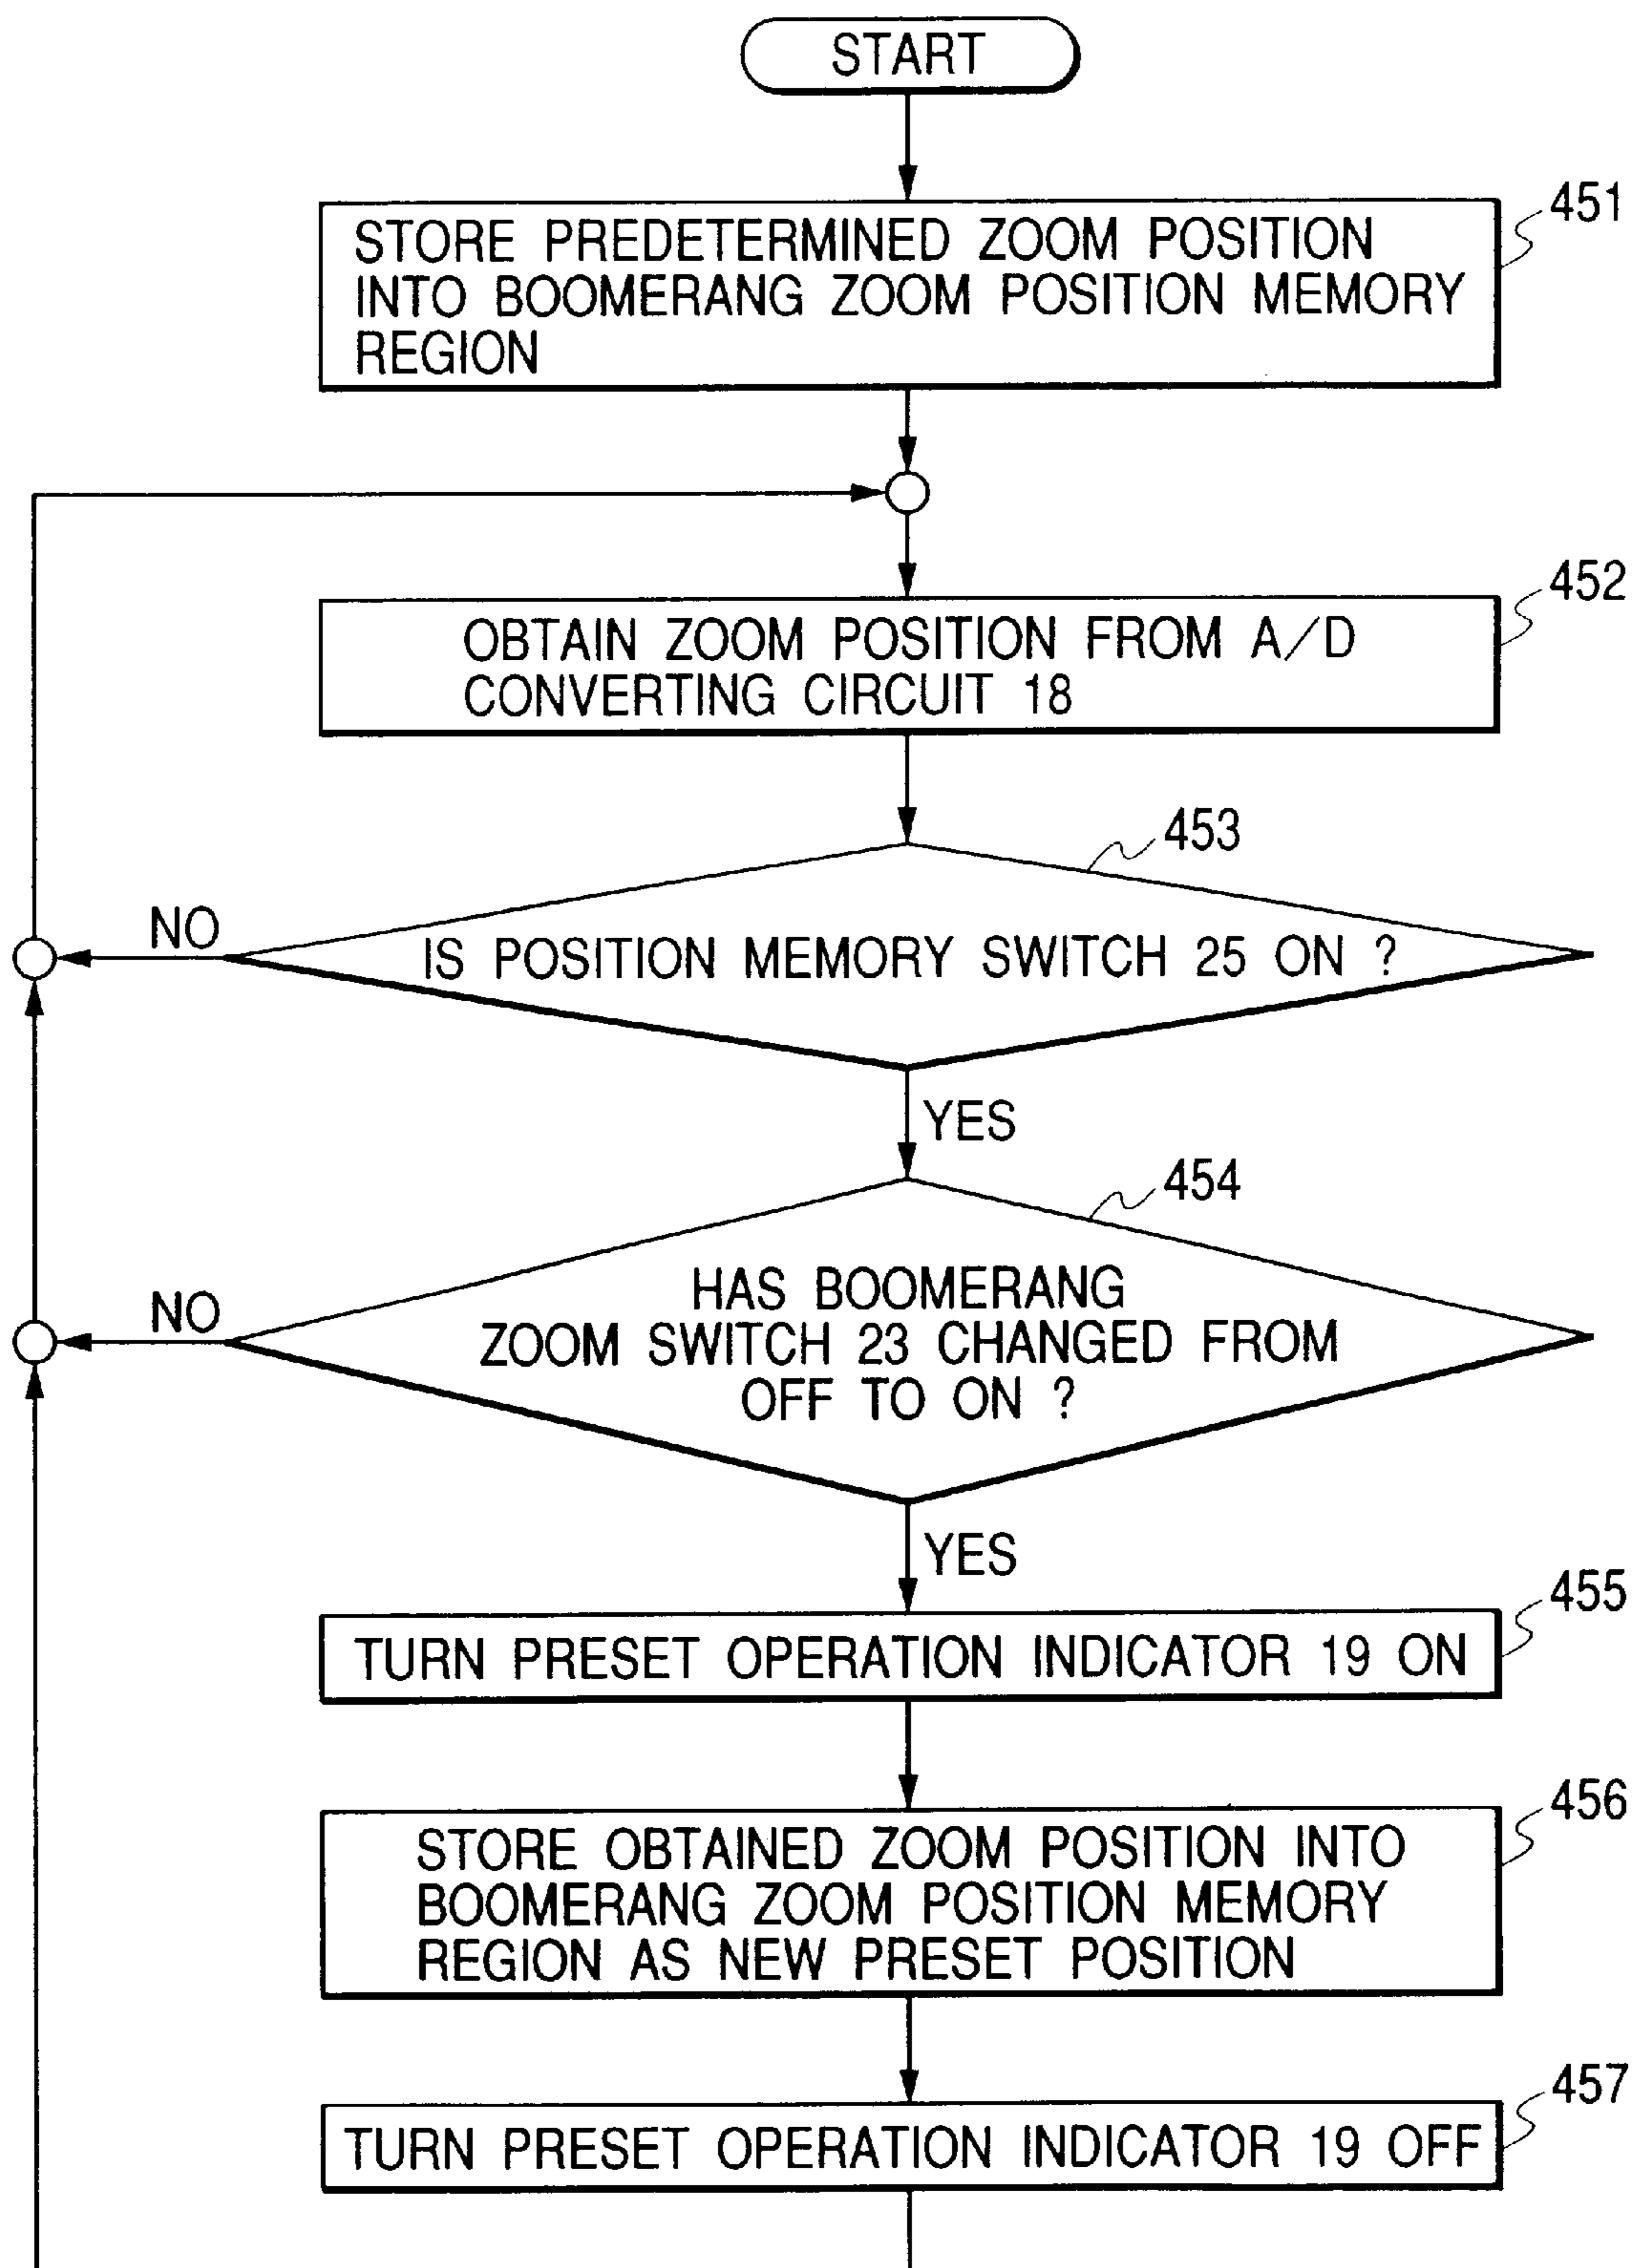 START
451
STORE PREDETERMINED ZOOM POSITION
INTO BOOMERANG ZOOM POSITION MEMORY
REGION
452
OBTAIN ZOOM POSITION FROM A/D
CONVERTING CIRCUIT 18
453
NO
IS POSITION MEMORY SWITCH 25 ON ?
YES
454
NO
HAS BOOMERANG
ZOOM SWITCH 23 CHANGED FROM
OFF TO ON ?
YES
455
TURN PRESET OPERATION INDICATOR 19 ON
456
STORE OBTAINED ZOOM POSITION INTO
BOOMERANG ZOOM POSITION MEMORY
REGION AS NEW PRESET POSITION
457
TURN PRESET OPERATION INDICATOR 19 OFF